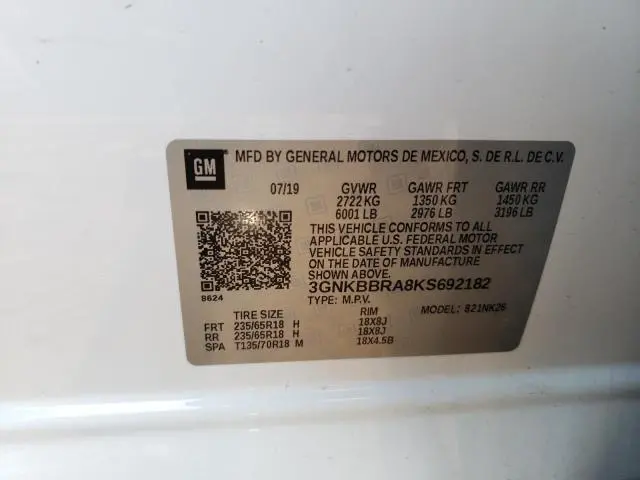 GM MFD BY GENERAL MOTORS DE MEXICO, S. DE R.L. DE C.V.
07/19 GVWR GAWR FRT GAWR RR
2722 KG 1350 KG 1450 KG
6001 LB 2976 LB 3196 LB
THIS VEHICLE CONFORMS TO ALL
APPLICABLE U.S. FEDERAL MOTOR
VEHICLE SAFETY STANDARDS IN EFFECT
ON THE DATE OF MANUFACTURE
SHOWN ABOVE.
8624
3GNKBBRA8KS692182
TYPE: M.P.V. MODEL: 821NK26
TIRE SIZE RIM
FRT 235/65R18 H 18X8J
RR 235/65R18 H 18X8J
SPA T135/70R18 M 18X4.5B